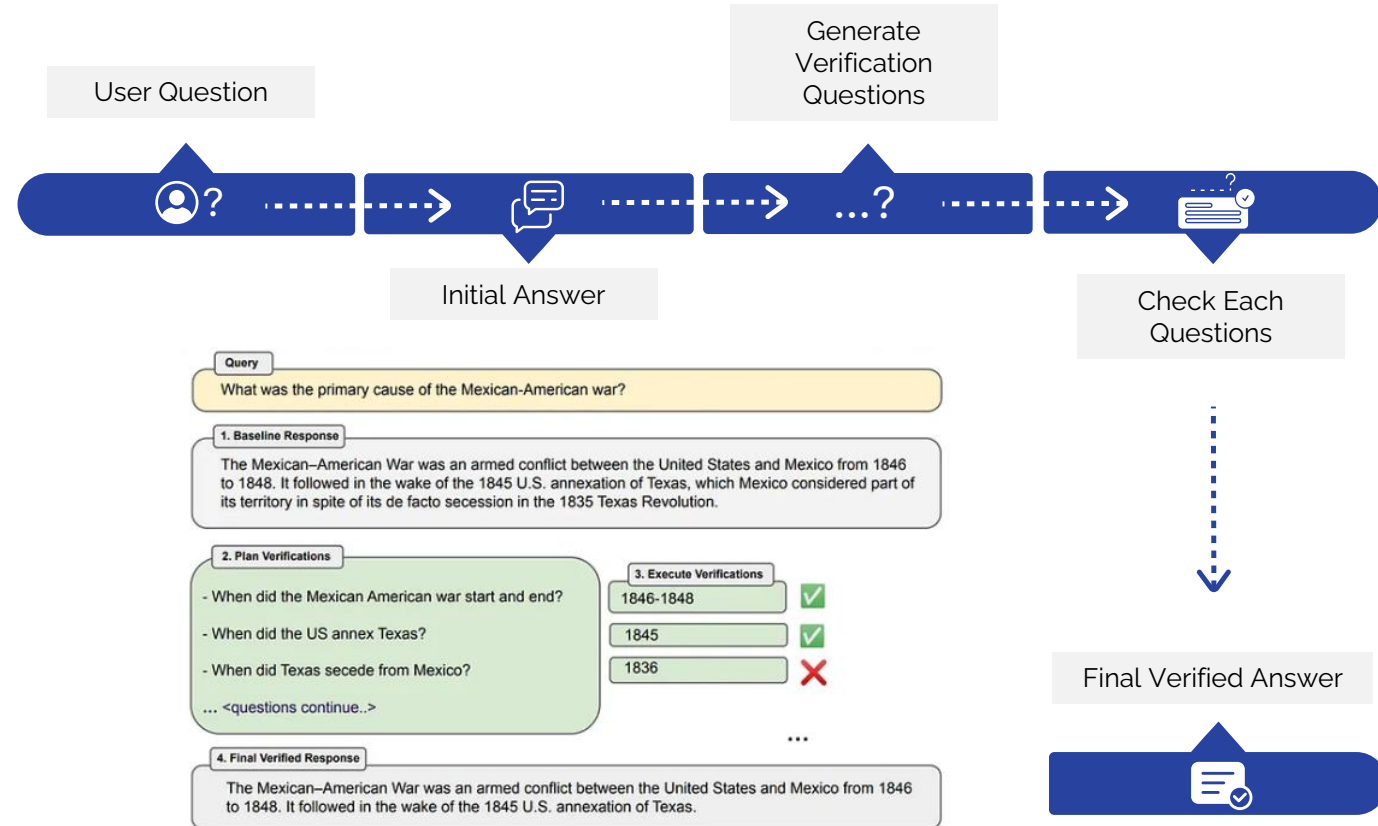 User Question
Generate
Verification
Questions
?
...?
?
Initial Answer
Check Each
Questions
Query
What was the primary cause of the Mexican-American war?
1. Baseline Response
The Mexican–American War was an armed conflict between the United States and Mexico from 1846
to 1848. It followed in the wake of the 1845 U.S. annexation of Texas, which Mexico considered part of
its territory in spite of its de facto secession in the 1835 Texas Revolution.
2. Plan Verifications
3. Execute Verifications
- When did the Mexican American war start and end?
1846-1848
- When did the US annex Texas?
1845
- When did Texas secede from Mexico?
1836
... <questions continue..>
...
Final Verified Answer
4. Final Verified Response
The Mexican–American War was an armed conflict between the United States and Mexico from 1846
to 1848. It followed in the wake of the 1845 U.S. annexation of Texas.